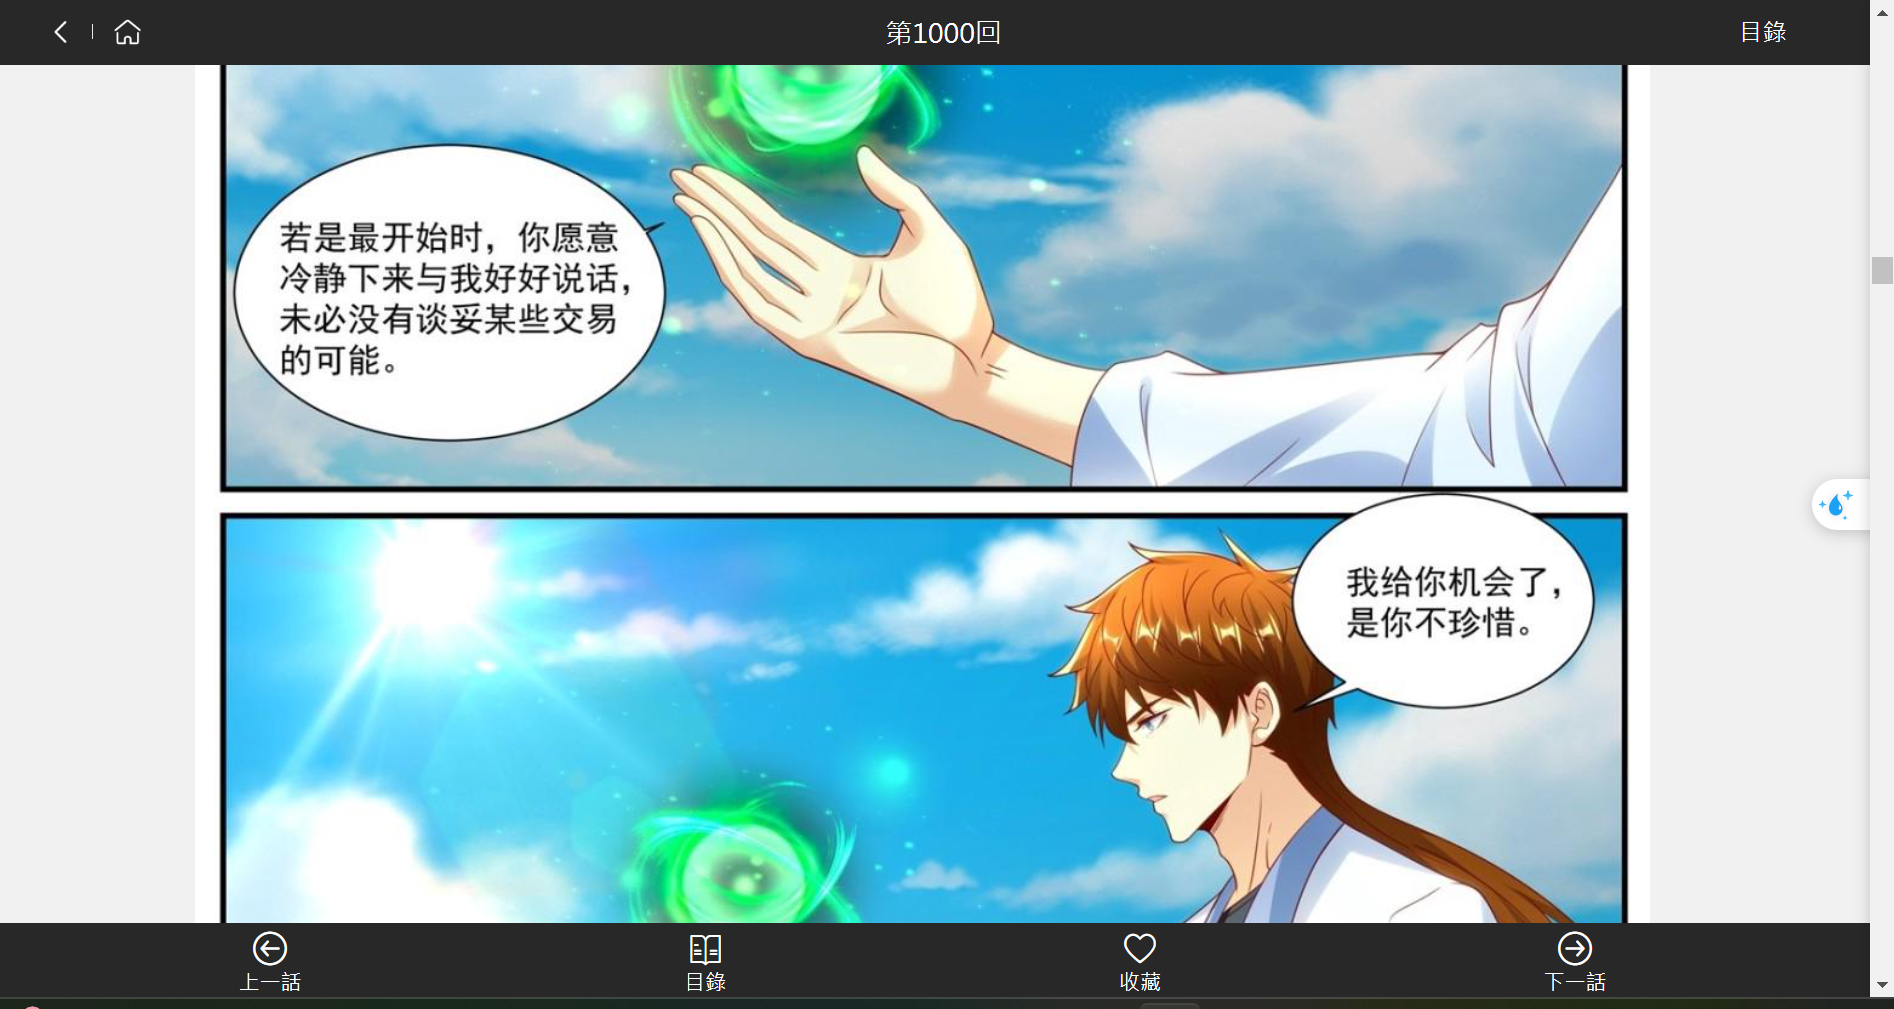 第1000回
目錄
若是最开始时，你愿意
冷静下来与我好好说话，
未必没有谈妥某些交易
的可能。
我给你机会了，
是你不珍惜。
上一話
目錄
收藏
下一話